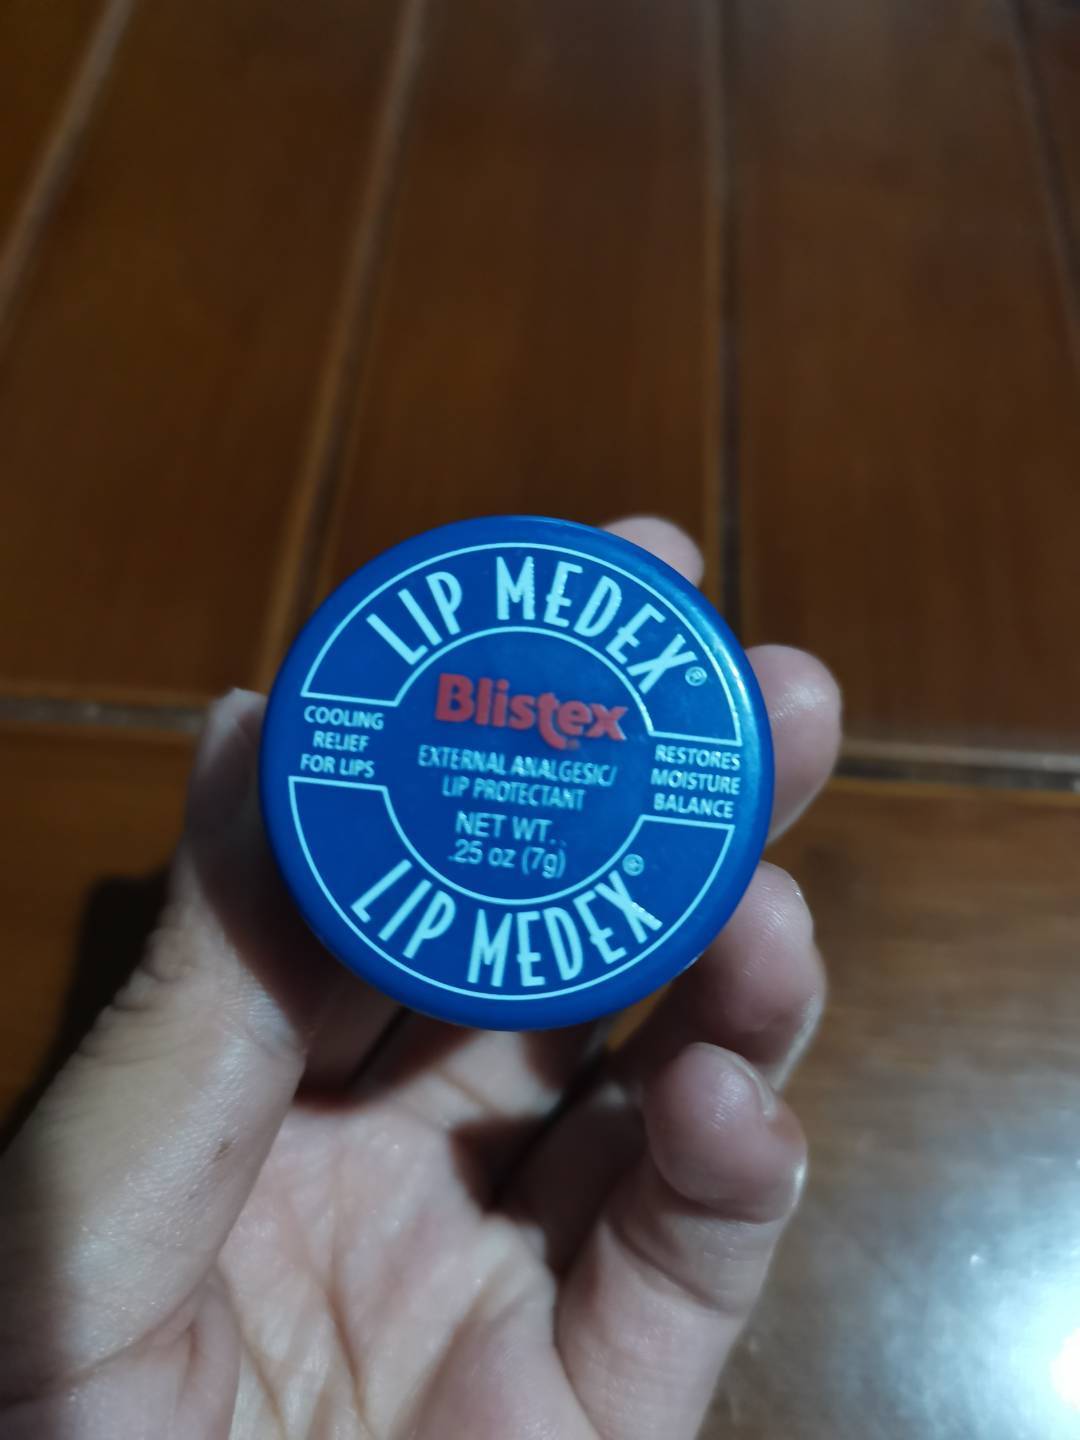 LIP MEDEX®
COOLING
RELIEF
FOR LIPS
Blistex®
EXTERNAL ANALGESIC/
LIP PROTECTANT
NET WT.
.25 oz (7g)
RESTORES
MOISTURE
BALANCE
LIP MEDEX®